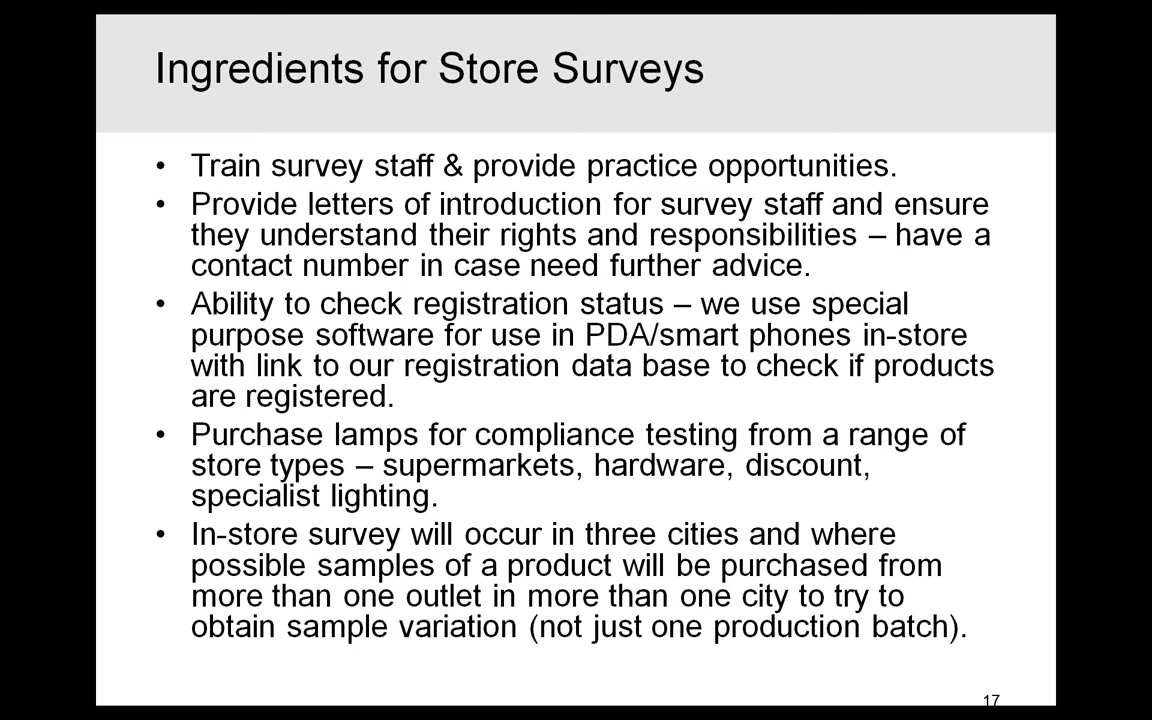 Ingredients for Store Surveys
• Train survey staff & provide practice opportunities.
• Provide letters of introduction for survey staff and ensure
they understand their rights and responsibilities – have a
contact number in case need further advice.
• Ability to check registration status – we use special
purpose software for use in PDA/smart phones in-store
with link to our registration data base to check if products
are registered.
• Purchase lamps for compliance testing from a range of
store types – supermarkets, hardware, discount,
specialist lighting.
• In-store survey will occur in three cities and where
possible samples of a product will be purchased from
more than one outlet in more than one city to try to
obtain sample variation (not just one production batch).
17